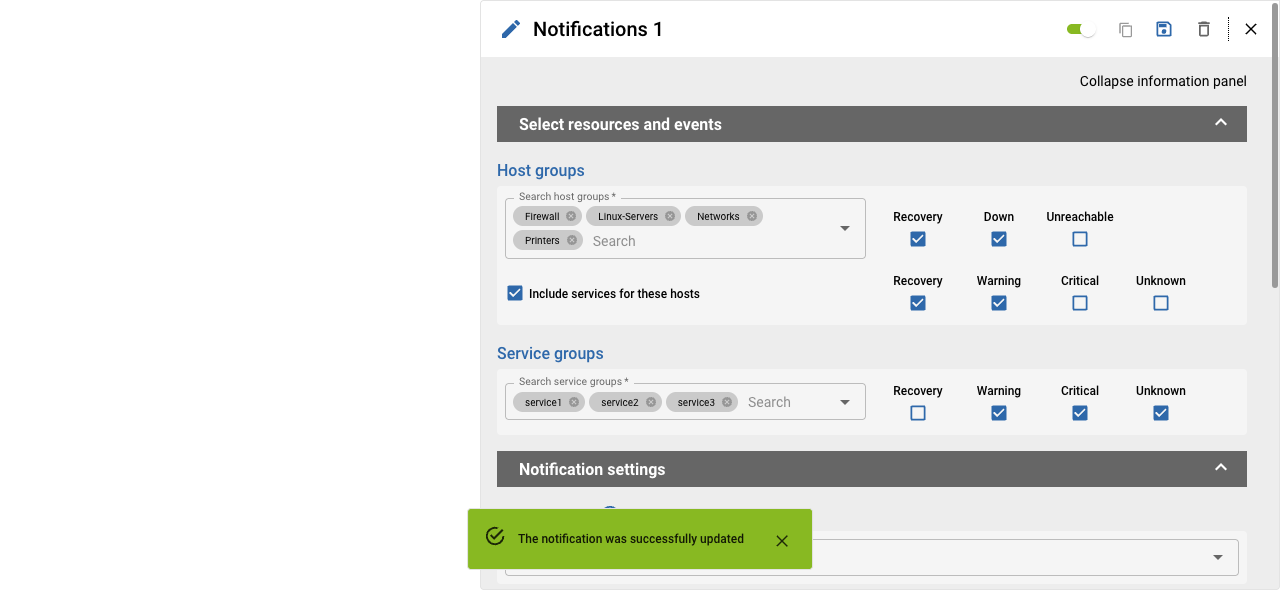 Notifications 1
Collapse information panel
Select resources and events
Host groups
Search host groups *
Firewall Linux-Servers Networks
Printers Search
Recovery Down Unreachable
Include services for these hosts
Recovery Warning Critical Unknown
Service groups
Search service groups *
service1 service2 service3 Search
Recovery Warning Critical Unknown
Notification settings
The notification was successfully updated